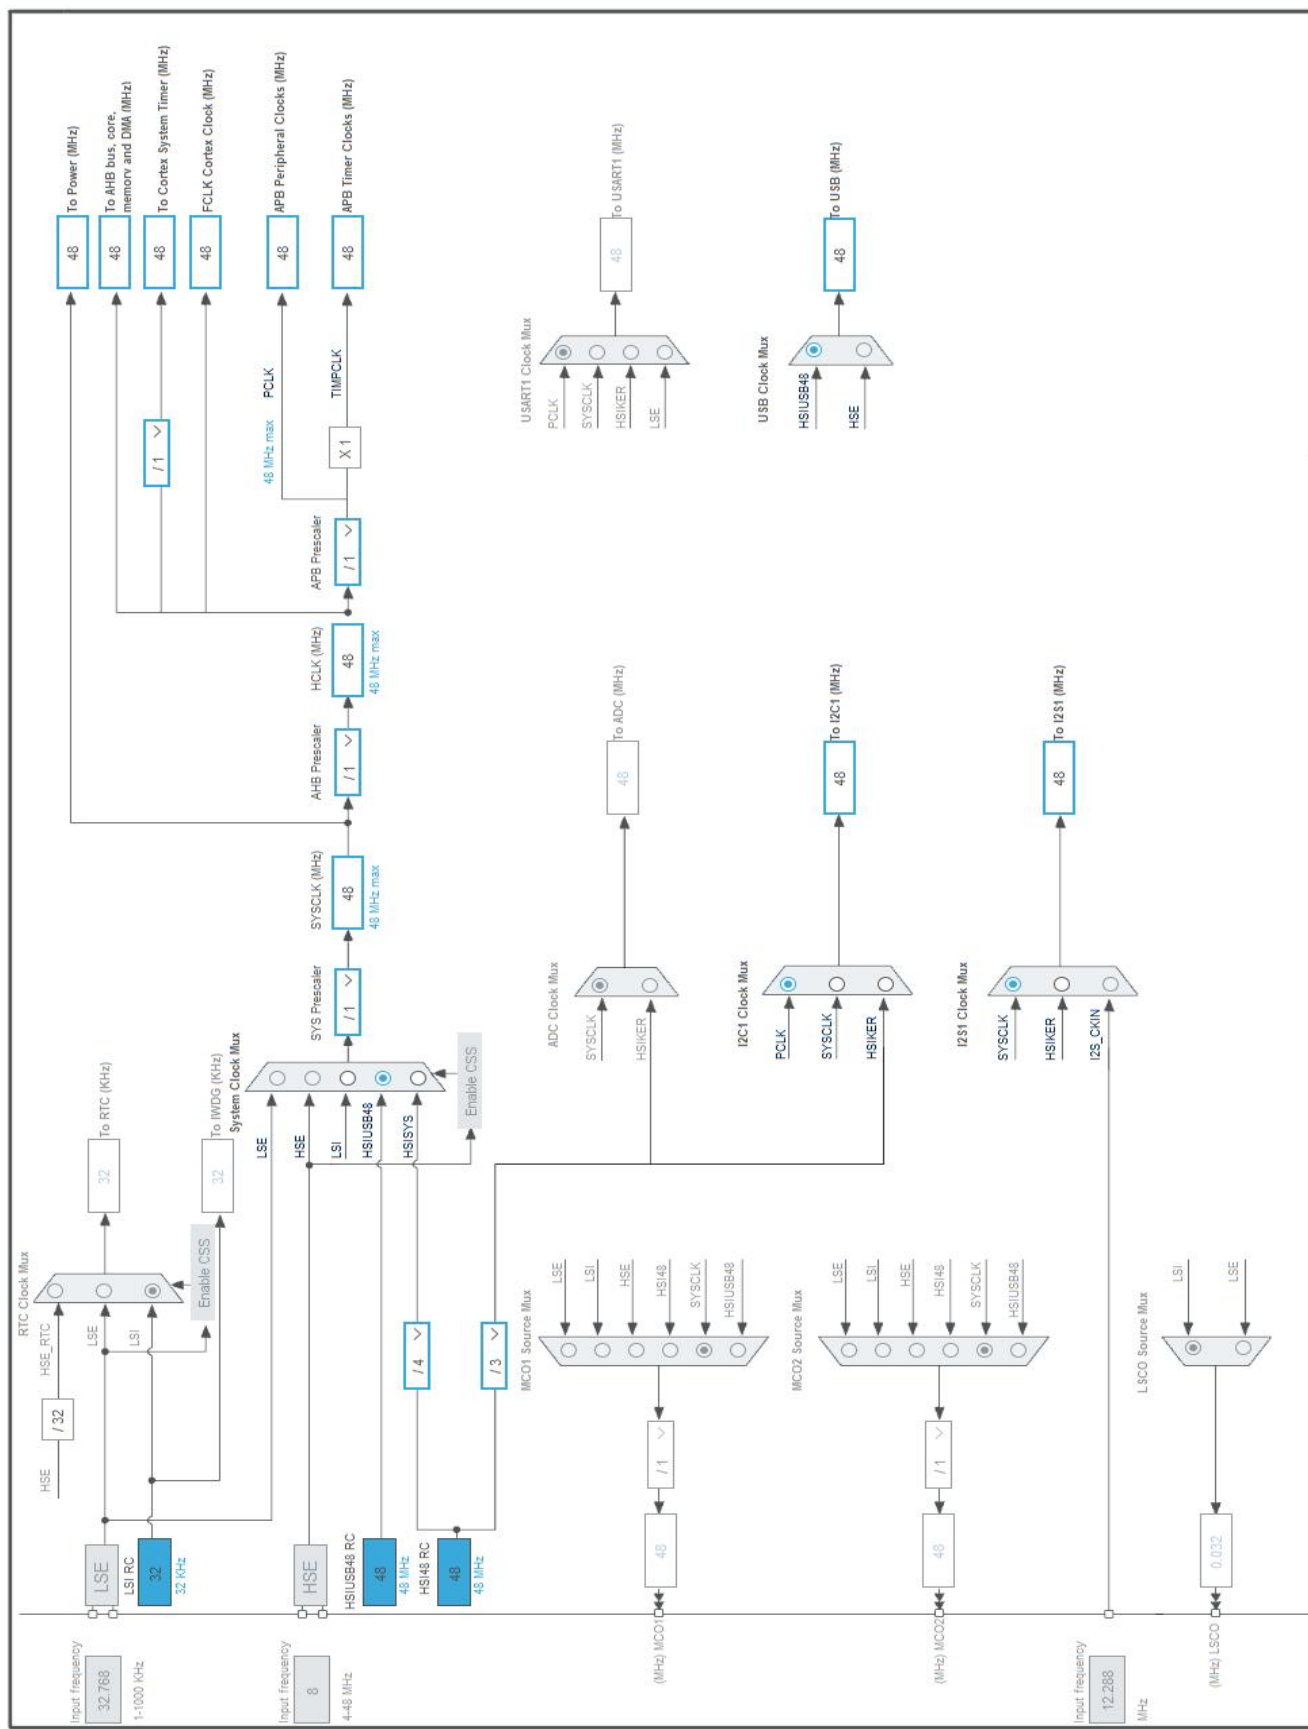 RTC Clock Mux
HSE
/ 32
HSE_RTC
LSE
LSI
32
To RTC (KHz)
Enable CSS
32
To IWDG (KHz)
Input frequency
32.768
1-1000 KHz
LSE
LSI RC
32
32 KHz
System Clock Mux
LSE
HSE
LSI
HSIUSB48
HSISYS
Enable CSS
Input frequency
8
4-48 MHz
HSE
HSIUSB48 RC
48
48 MHz
HSI48 RC
48
48 MHz
/ 4
/ 3
SYS Prescaler
/ 1
SYSCLK (MHz)
48
48 MHz max
AHB Prescaler
/ 1
HCLK (MHz)
48
48 MHz max
APB Prescaler
/ 1
X 1
48 MHz max
PCLK
TIMPCLK
/ 1
48
To Power (MHz)
48
To AHB bus, core,
memory and DMA (MHz)
48
To Cortex System Timer (MHz)
48
FCLK Cortex Clock (MHz)
48
APB Peripheral Clocks (MHz)
48
APB Timer Clocks (MHz)
USART1 Clock Mux
PCLK
SYSCLK
HSIKER
LSE
48
To USART1 (MHz)
USB Clock Mux
HSIUSB48
HSE
48
To USB (MHz)
ADC Clock Mux
SYSCLK
HSIKER
48
To ADC (MHz)
I2C1 Clock Mux
PCLK
SYSCLK
HSIKER
48
To I2C1 (MHz)
I2S1 Clock Mux
SYSCLK
HSIKER
I2S_CKIN
48
To I2S1 (MHz)
MCO1 Source Mux
LSE
LSI
HSE
HSI48
SYSCLK
HSIUSB48
/ 1
48
(MHz) MCO1
MCO2 Source Mux
LSE
LSI
HSE
HSI48
SYSCLK
HSIUSB48
/ 1
48
(MHz) MCO2
Input frequency
12.288
MHz
LSCO Source Mux
LSI
LSE
0.032
(MHz) LSCO